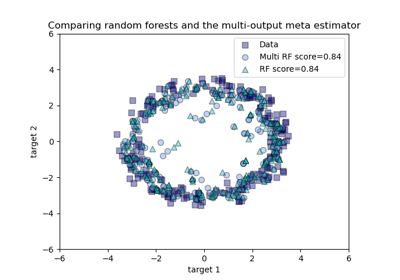 Comparing random forests and the multi-output meta estimator
Data
Multi RF score=0.84
RF score=0.84
target 2
6
4
2
0
−2
−4
−6
−6
−4
−2
0
2
4
6
target 1